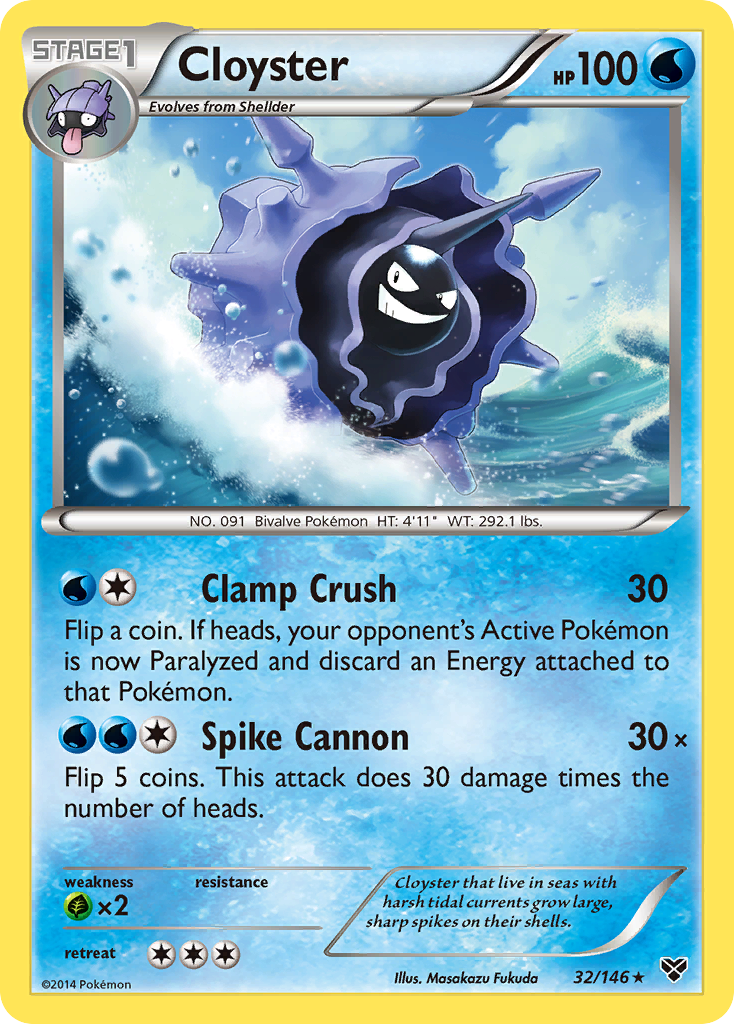 STAGE1
Cloyster
HP100
Evolves from Shellder
NO. 091 Bivalve Pokémon HT: 4'11" WT: 292.1 lbs.
Clamp Crush 30
Flip a coin. If heads, your opponent's Active Pokémon
is now Paralyzed and discard an Energy attached to
that Pokémon.
Spike Cannon 30×
Flip 5 coins. This attack does 30 damage times the
number of heads.
weakness resistance
×2
retreat
Cloyster that live in seas with
harsh tidal currents grow large,
sharp spikes on their shells.
©2014 Pokémon
Illus. Masakazu Fukuda
32/146★